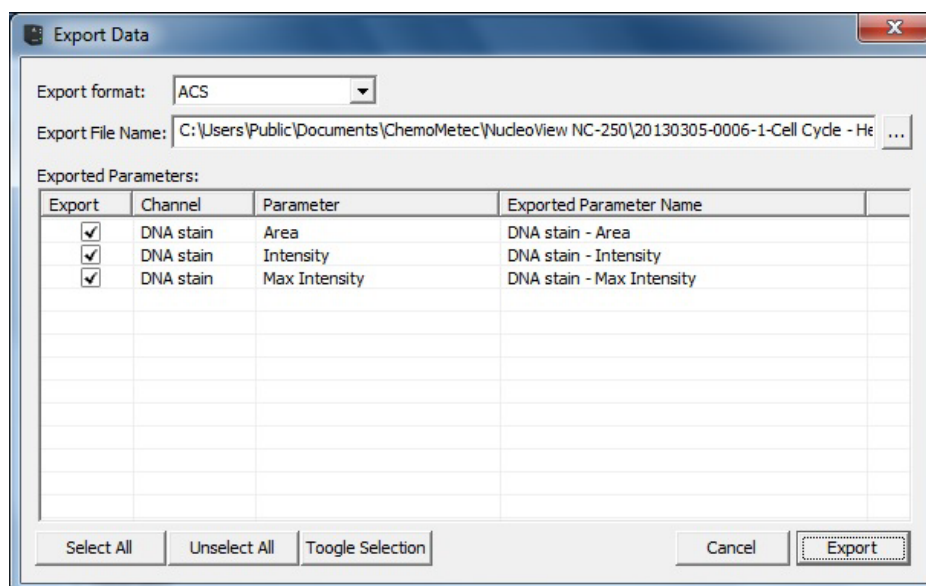 Export Data
Export format: ACS
Export File Name: C:\Users\Public\Documents\ChemoMetec\NucleoView NC-250\20130305-0006-1-Cell Cycle - He ...
Exported Parameters:
Export Channel Parameter Exported Parameter Name
DNA stain Area DNA stain - Area
DNA stain Intensity DNA stain - Intensity
DNA stain Max Intensity DNA stain - Max Intensity
Select All Unselect All Toogle Selection Cancel Export